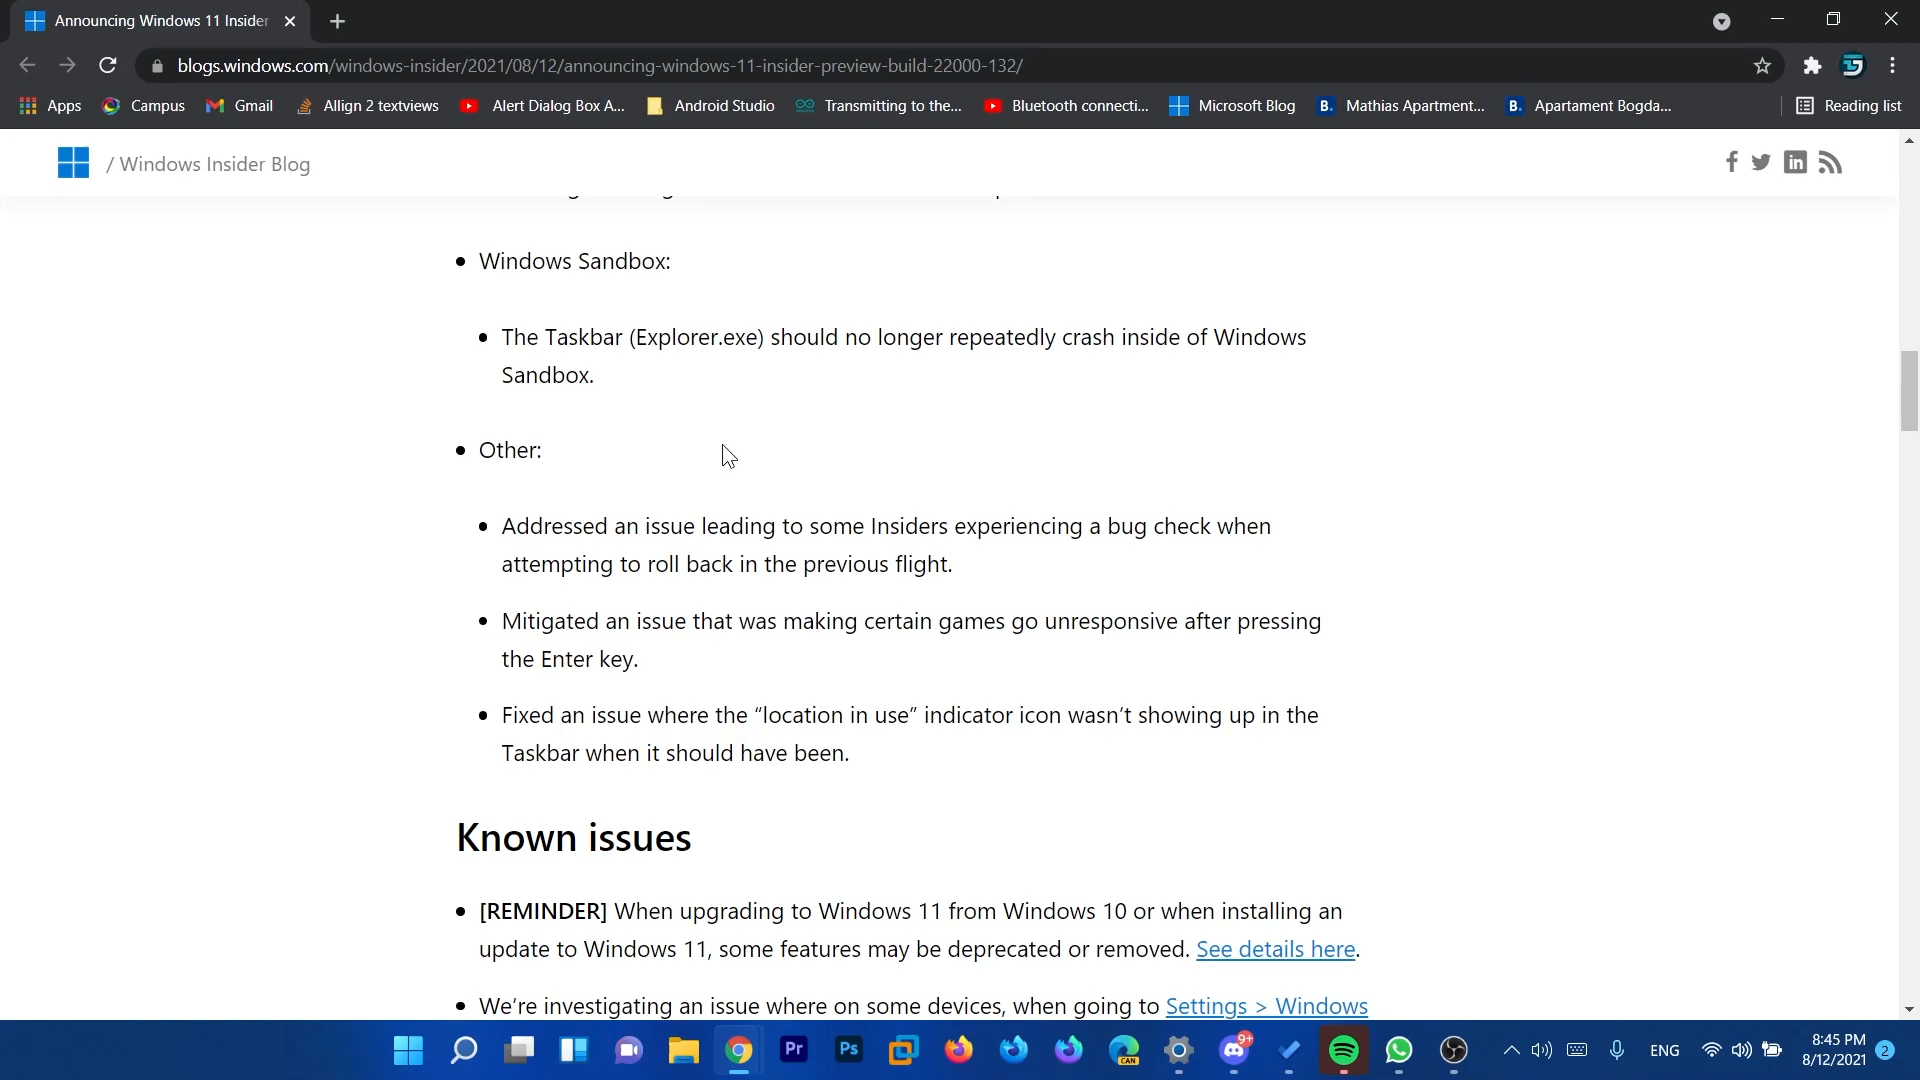 Announcing Windows 11 Insider
blogs.windows.com/windows-insider/2021/08/12/announcing-windows-11-insider-preview-build-22000-132/
Apps Campus Gmail Allign 2 textviews Alert Dialog Box A... Android Studio Transmitting to the... Bluetooth connecti... Microsoft Blog B. Mathias Apartment... B. Apartament Bogda... Reading list
/ Windows Insider Blog
• Windows Sandbox:
• The Taskbar (Explorer.exe) should no longer repeatedly crash inside of Windows
Sandbox.
• Other:
• Addressed an issue leading to some Insiders experiencing a bug check when
attempting to roll back in the previous flight.
• Mitigated an issue that was making certain games go unresponsive after pressing
the Enter key.
• Fixed an issue where the “location in use” indicator icon wasn’t showing up in the
Taskbar when it should have been.
Known issues
• [REMINDER] When upgrading to Windows 11 from Windows 10 or when installing an
update to Windows 11, some features may be deprecated or removed. See details here.
• We’re investigating an issue where on some devices, when going to Settings > Windows
Pr Ps CAN 9+ ENG 8:45 PM
8/12/2021 2